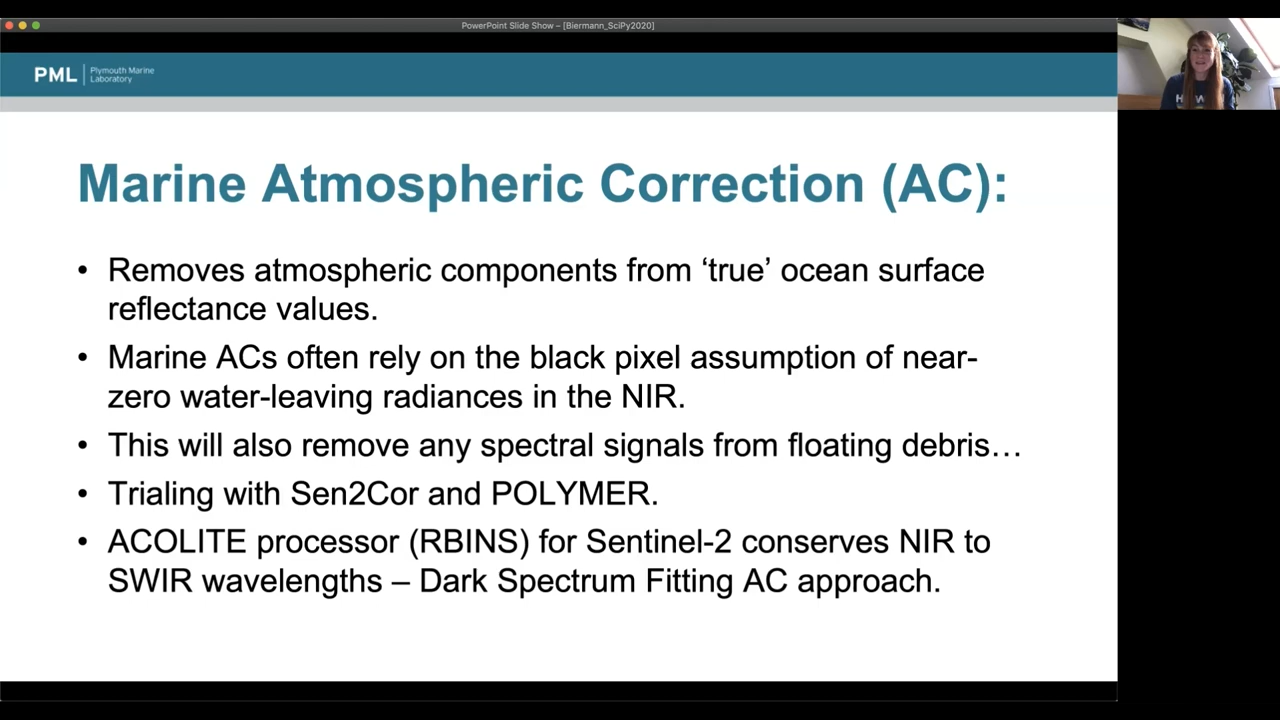 PowerPoint Slide Show – [Biermann_SciPy2020]
PML
Plymouth Marine
Laboratory
Marine Atmospheric Correction (AC):
• Removes atmospheric components from ‘true’ ocean surface
reflectance values.
• Marine ACs often rely on the black pixel assumption of near-
zero water-leaving radiances in the NIR.
• This will also remove any spectral signals from floating debris…
• Trialing with Sen2Cor and POLYMER.
• ACOLITE processor (RBINS) for Sentinel-2 conserves NIR to
SWIR wavelengths – Dark Spectrum Fitting AC approach.